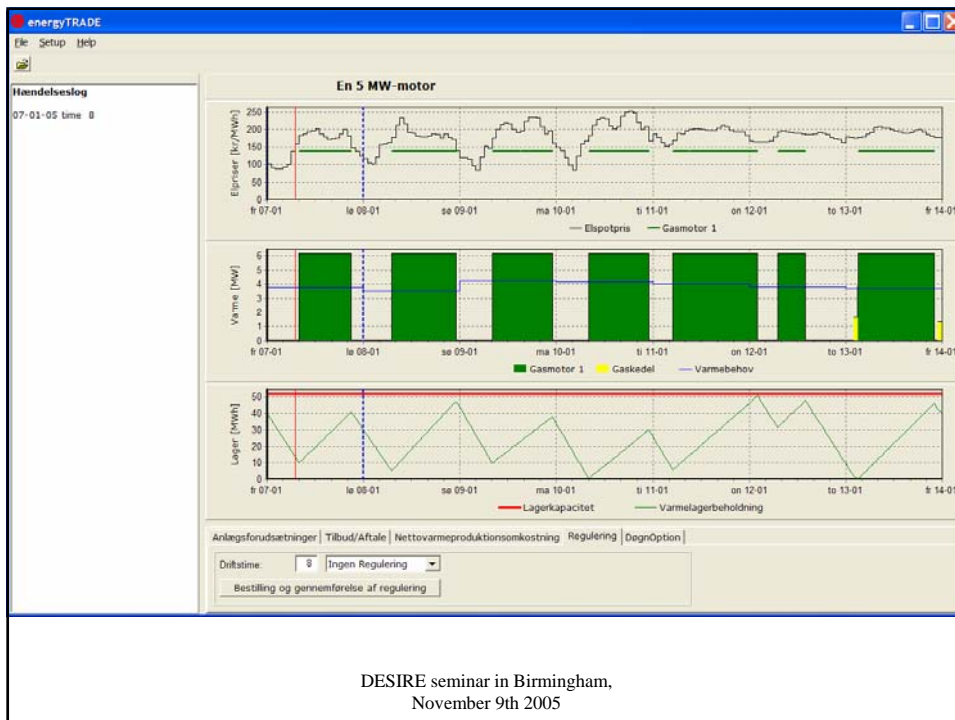 energyTRADE
File Setup Help
Hændelseslog
07-01-05 time 8
En 5 MW-motor
Elpriser [kr/MWh]
250
200
150
100
50
0
fr 07-01 lø 08-01 sø 09-01 ma 10-01 ti 11-01 on 12-01 to 13-01 fr 14-01
Elspotpris Gasmotor 1
Varme [MW]
6
5
4
3
2
1
0
fr 07-01 lø 08-01 sø 09-01 ma 10-01 ti 11-01 on 12-01 to 13-01 fr 14-01
Gasmotor 1 Gaskedel Varmebehov
Lager [MWh]
50
40
30
20
10
0
fr 07-01 lø 08-01 sø 09-01 ma 10-01 ti 11-01 on 12-01 to 13-01 fr 14-01
Lagerkapacitet Varmelagerbeholdning
Anlægsforudsætninger Tilbud/Aftale Nettovarmeproduktionsomkostning Regulering DøgnOption
Driftstime: 8 Ingen Regulering
Bestilling og gennemførelse af regulering
DESIRE seminar in Birmingham,
November 9th 2005